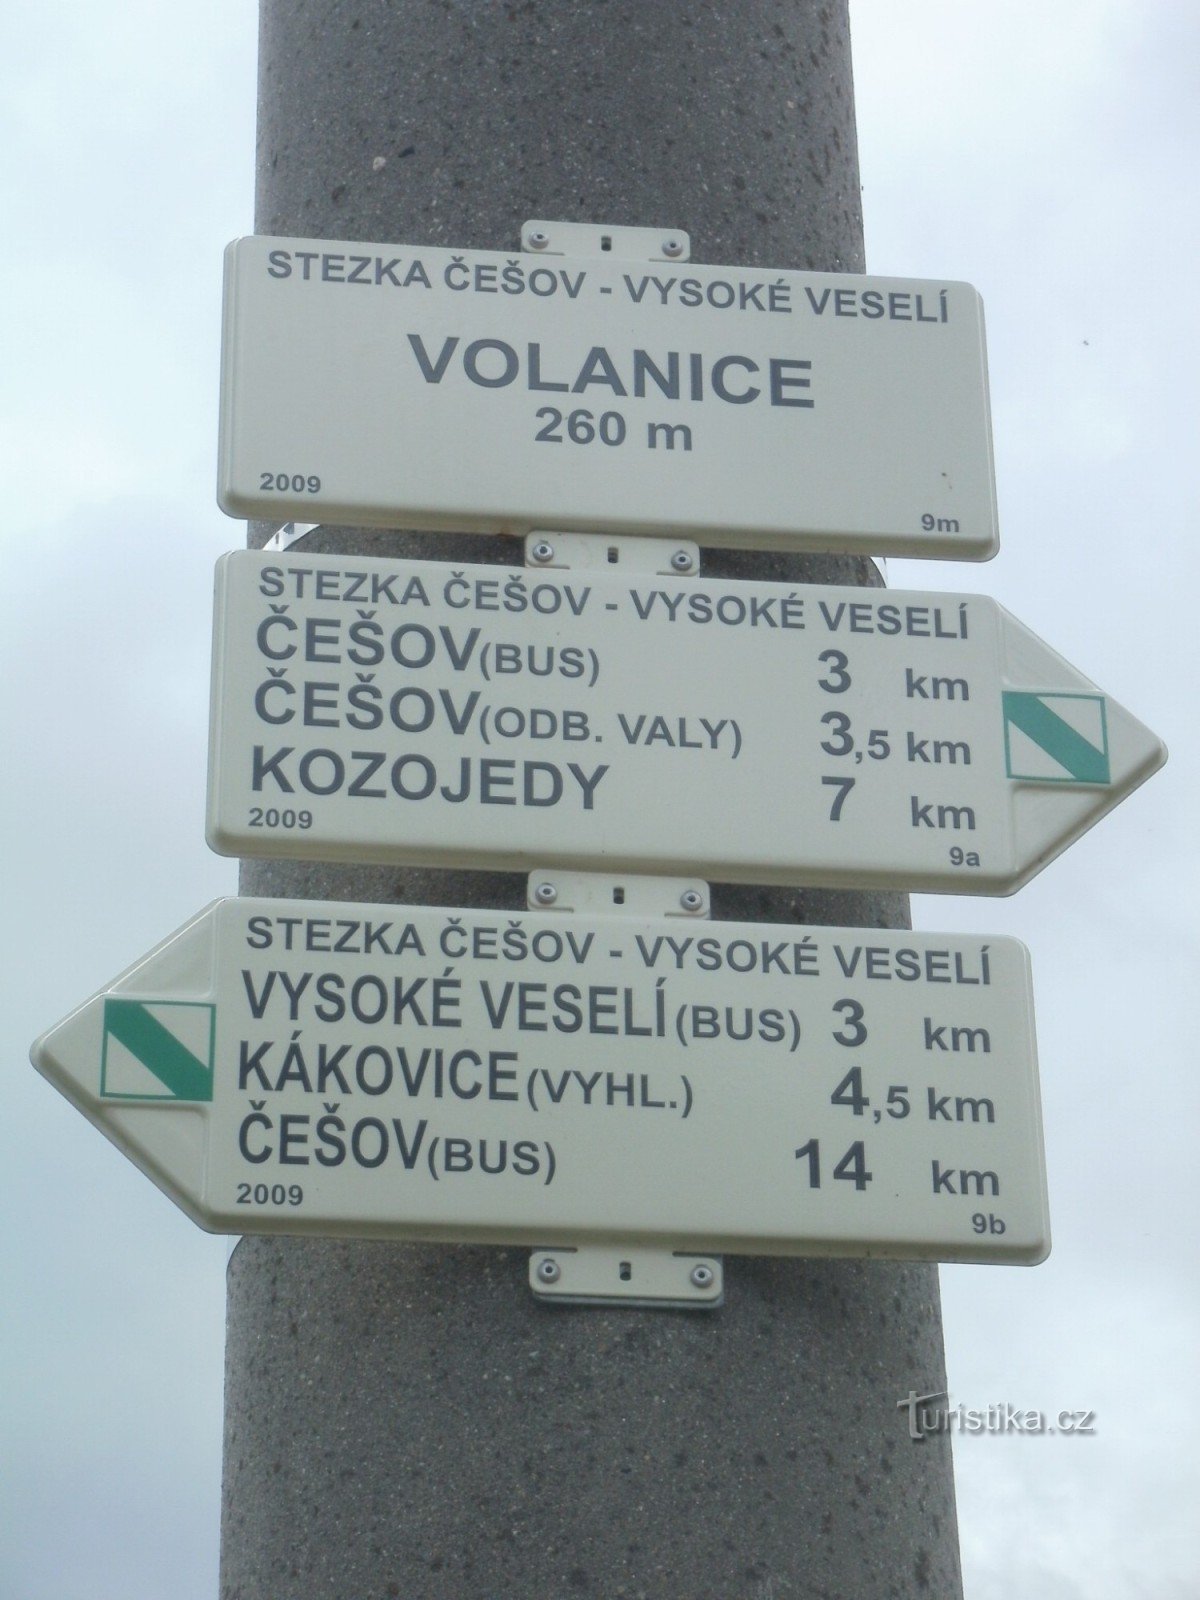 STEZKA ČEŠOV - VYSOKÉ VESELÍ
VOLANICE
260 m
2009 9m
STEZKA ČEŠOV - VYSOKÉ VESELÍ
ČEŠOV(BUS) 3 km
ČEŠOV(ODB. VALY) 3,5 km
KOZOJEDY 7 km
2009 9a
STEZKA ČEŠOV - VYSOKÉ VESELÍ
VYSOKÉ VESELÍ(BUS) 3 km
KÁKOVICE(VYHL.) 4,5 km
ČEŠOV(BUS) 14 km
2009 9b
Turistika.cz